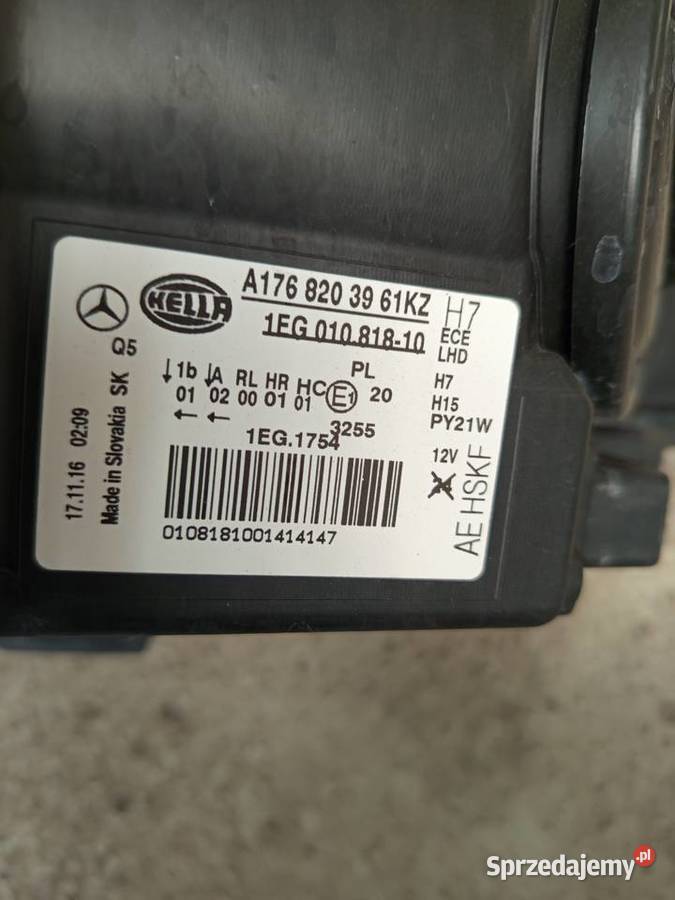 HELLA
A176 820 39 61KZ
1EG 010.818-10
H7
ECE
LHD
Q5
↓1b ↓A RL HR HC E1 PL
01 02 00 01 01 20
← ←
H7
H15
PY21W
3255
1EG.1754
12V
AE HSKF
0108181001414147
17.11.16 02:09
Made in Slovakia SK
Sprzedajemy.pl